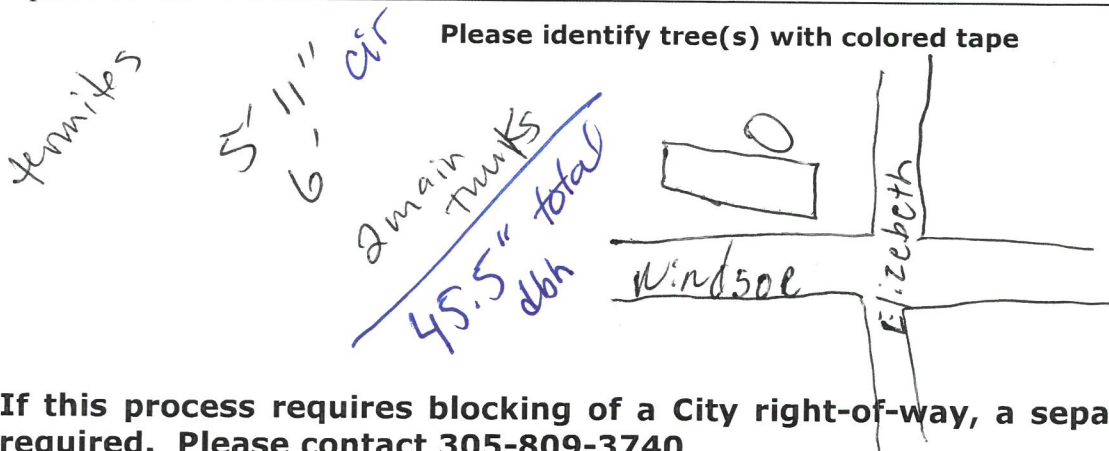 Please identify tree(s) with colored tape
termites
5' 11" cir
6'
2 main
trunks
45.5" total
dbh
Windsor
Elizebeth
If this process requires blocking of a City right-of-way, a sepa
required. Please contact 305-809-3740